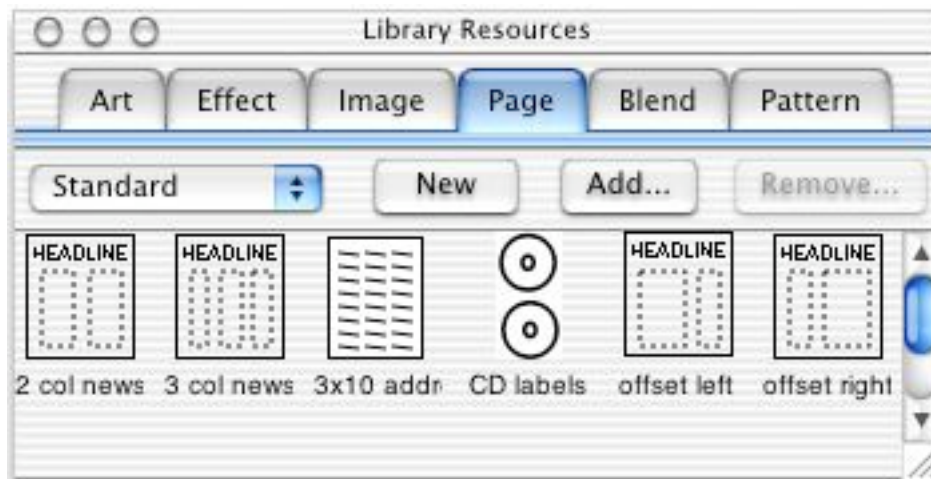 Library Resources
Art Effect Image Page Blend Pattern
Standard New Add... Remove...
HEADLINE HEADLINE HEADLINE HEADLINE
2 col news 3 col news 3x10 addr CD labels offset left offset right